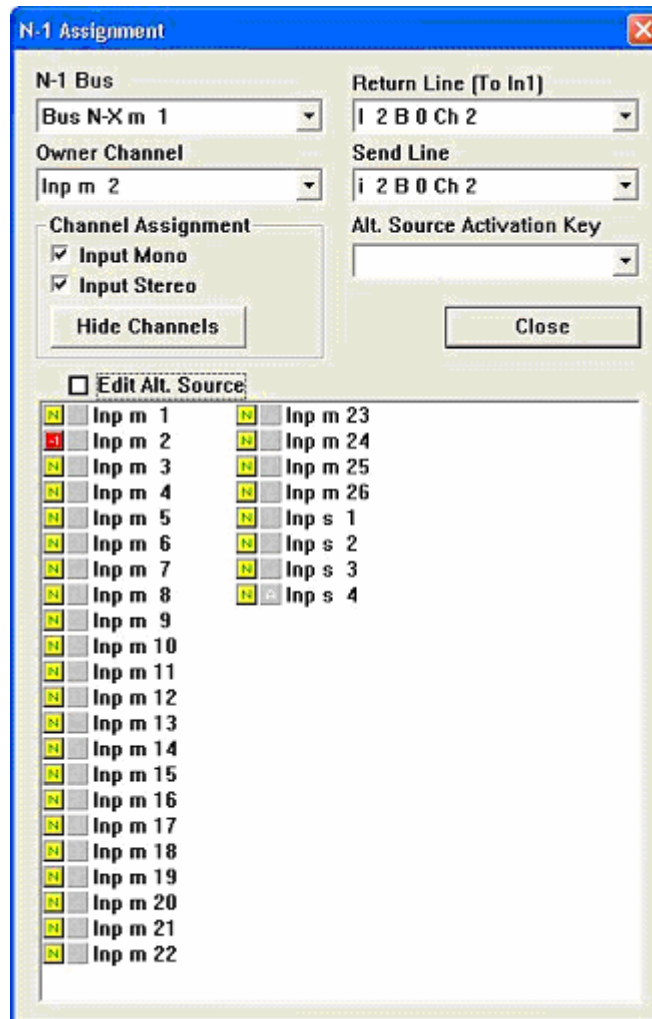 N-1 Assignment
N-1 Bus
Return Line (To In1)
Bus N-X m 1
I 2 B 0 Ch 2
Owner Channel
Send Line
Inp m 2
i 2 B 0 Ch 2
Channel Assignment
Alt. Source Activation Key
Input Mono
Input Stereo
Hide Channels
Close
Edit Alt. Source
N Inp m 1
-1 Inp m 2
N Inp m 3
N Inp m 4
N Inp m 5
N Inp m 6
N Inp m 7
N Inp m 8
N Inp m 9
N Inp m 10
N Inp m 11
N Inp m 12
N Inp m 13
N Inp m 14
N Inp m 15
N Inp m 16
N Inp m 17
N Inp m 18
N Inp m 19
N Inp m 20
N Inp m 21
N Inp m 22
N Inp m 23
N Inp m 24
N Inp m 25
N Inp m 26
N Inp s 1
N Inp s 2
N Inp s 3
N A Inp s 4